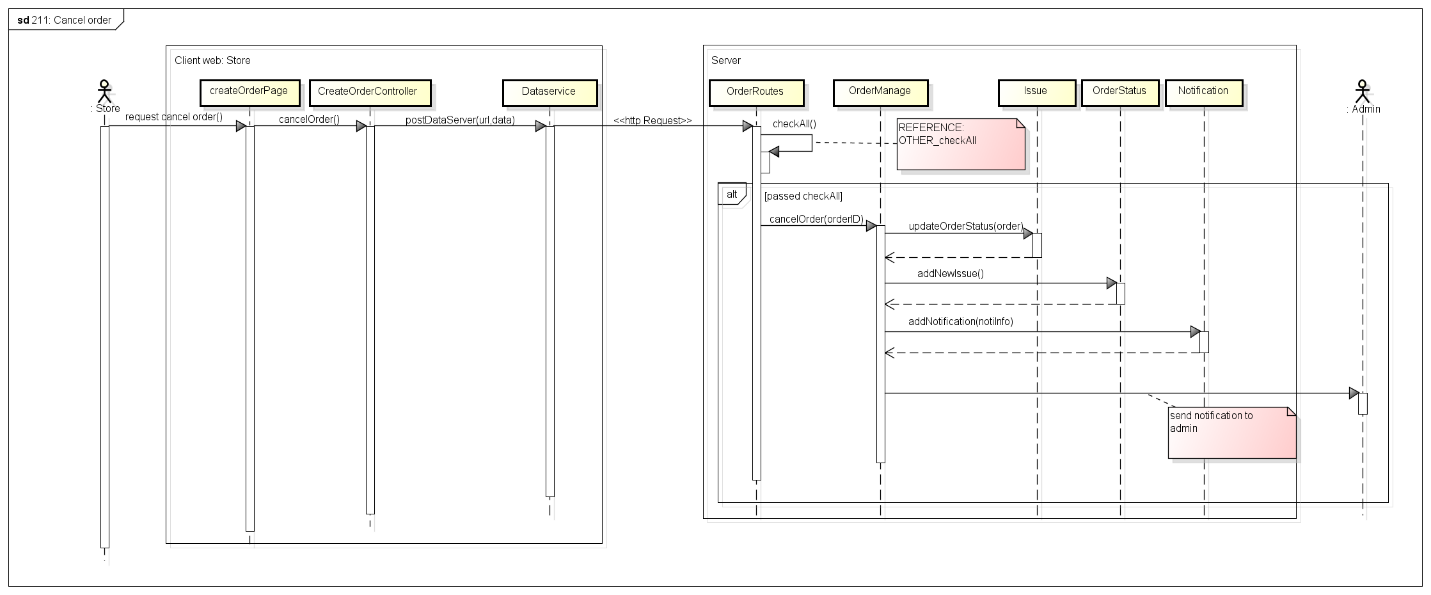 sd 211: Cancel order
Client web: Store
Server
createOrderPage
CreateOrderController
Dataservice
OrderRoutes
OrderManage
Issue
OrderStatus
Notification
: Store
: Admin
request cancel order()
cancelOrder()
postDataServer(url,data)
<<http Request>>
checkAll()
REFERENCE:
OTHER_checkAll
alt
[passed checkAll]
cancelOrder(orderID)
updateOrderStatus(order)
addNewIssue()
addNotification(notiInfo)
send notification to
admin